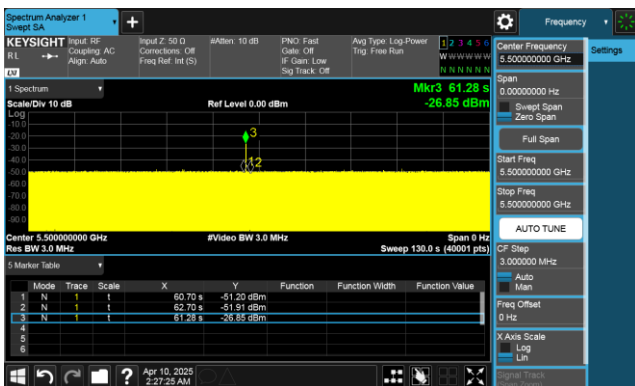 Spectrum Analyzer 1
Swept SA
Frequency
KEYSIGHT
RL
LXI
Input: RF
Coupling: AC
Align: Auto
Input Z: 50 Ω
Corrections: Off
Freq Ref: Int (S)
#Atten: 10 dB
PNO: Fast
Gate: Off
IF Gain: Low
Sig Track: Off
Avg Type: Log-Power
Trig: Free Run
1 2 3 4 5 6
W W W W W W
N N N N N N
1 Spectrum
Scale/Div 10 dB
Ref Level 0.00 dBm
Mkr3 61.28 s
-26.85 dBm
Log
-10.0
-20.0
-30.0
-40.0
-50.0
-60.0
-70.0
-80.0
-90.0
3
1 2
Center 5.500000000 GHz
Res BW 3.0 MHz
#Video BW 3.0 MHz
Span 0 Hz
Sweep 130.0 s (40001 pts)
5 Marker Table
Mode Trace Scale X Y Function Function Width Function Value
1 N 1 t 60.70 s -51.20 dBm
2 N 1 t 62.70 s -51.91 dBm
3 N 1 t 61.28 s -26.85 dBm
4
5
6
?
Apr 10, 2025
2:27:25 AM
Center Frequency
5.500000000 GHz
Span
0.00000000 Hz
Swept Span
Zero Span
Full Span
Start Freq
5.500000000 GHz
Stop Freq
5.500000000 GHz
AUTO TUNE
CF Step
3.000000 MHz
Auto
Man
Freq Offset
0 Hz
X Axis Scale
Log
Lin
Signal Track
(Span Zoom)
Settings